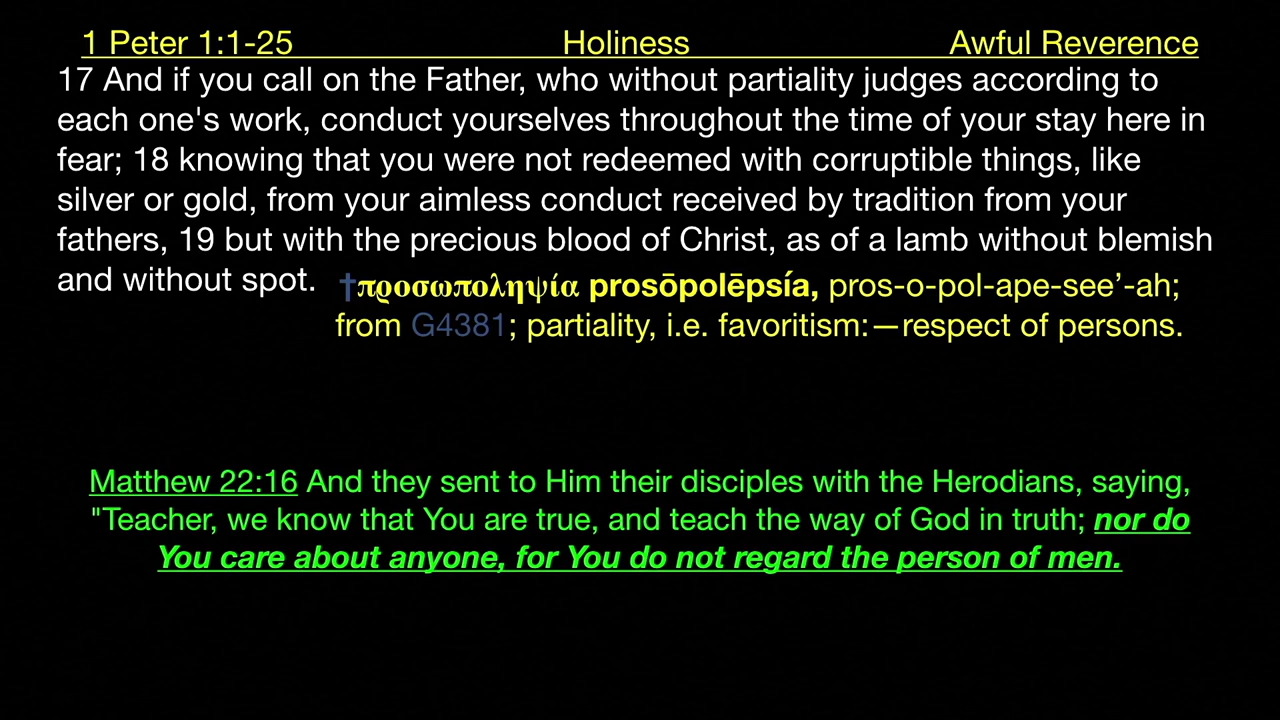 1 Peter 1:1-25 Holiness Awful Reverence
17 And if you call on the Father, who without partiality judges according to
each one's work, conduct yourselves throughout the time of your stay here in
fear; 18 knowing that you were not redeemed with corruptible things, like
silver or gold, from your aimless conduct received by tradition from your
fathers, 19 but with the precious blood of Christ, as of a lamb without blemish
and without spot.
†προσωποληψία prosōpolēpsía, pros-o-pol-ape-see’-ah;
from G4381; partiality, i.e. favoritism:—respect of persons.
Matthew 22:16 And they sent to Him their disciples with the Herodians, saying,
"Teacher, we know that You are true, and teach the way of God in truth; nor do
You care about anyone, for You do not regard the person of men.